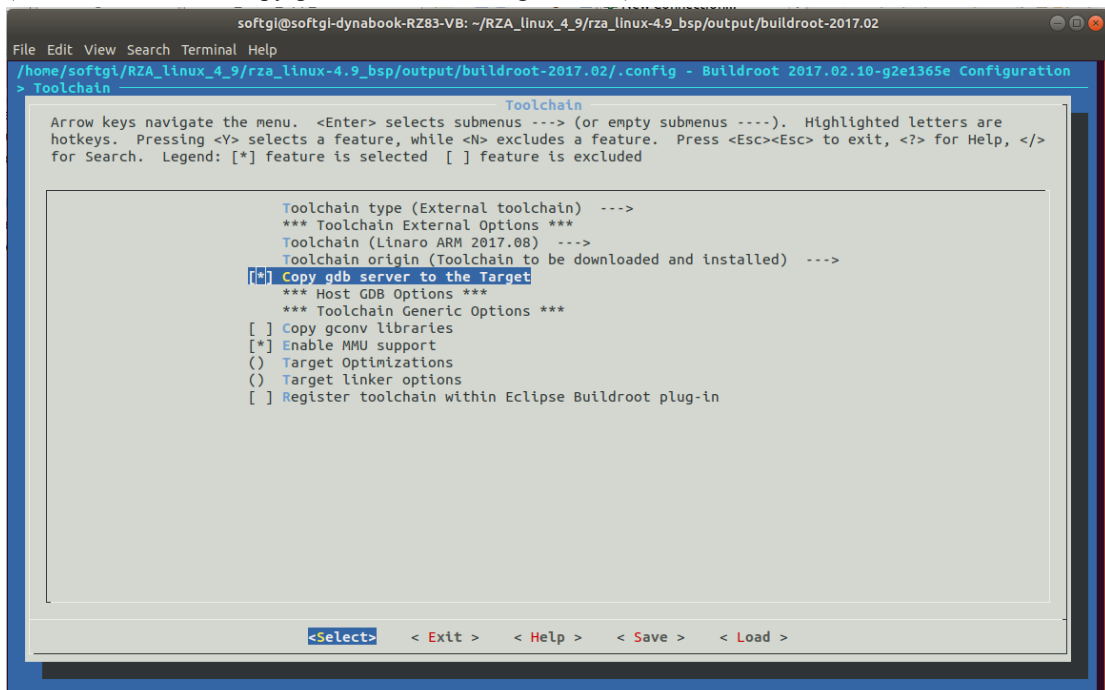 softgi@softgi-dynabook-RZ83-VB: ~/RZA_linux_4_9/rza_linux-4.9_bsp/output/buildroot-2017.02
File Edit View Search Terminal Help
/home/softgi/RZA_linux_4_9/rza_linux-4.9_bsp/output/buildroot-2017.02/.config - Buildroot 2017.02.10-g2e1365e Configuration
> Toolchain
Toolchain
Arrow keys navigate the menu. <Enter> selects submenus ---> (or empty submenus ----). Highlighted letters are
hotkeys. Pressing <Y> selects a feature, while <N> excludes a feature. Press <Esc><Esc> to exit, <?> for Help, </>
for Search. Legend: [*] feature is selected [ ] feature is excluded
Toolchain type (External toolchain) --->
*** Toolchain External Options ***
Toolchain (Linaro ARM 2017.08) --->
Toolchain origin (Toolchain to be downloaded and installed) --->
[*] Copy gdb server to the Target
*** Host GDB Options ***
*** Toolchain Generic Options ***
[ ] Copy gconv libraries
[*] Enable MMU support
() Target Optimizations
() Target linker options
[ ] Register toolchain within Eclipse Buildroot plug-in
<Select> < Exit > < Help > < Save > < Load >